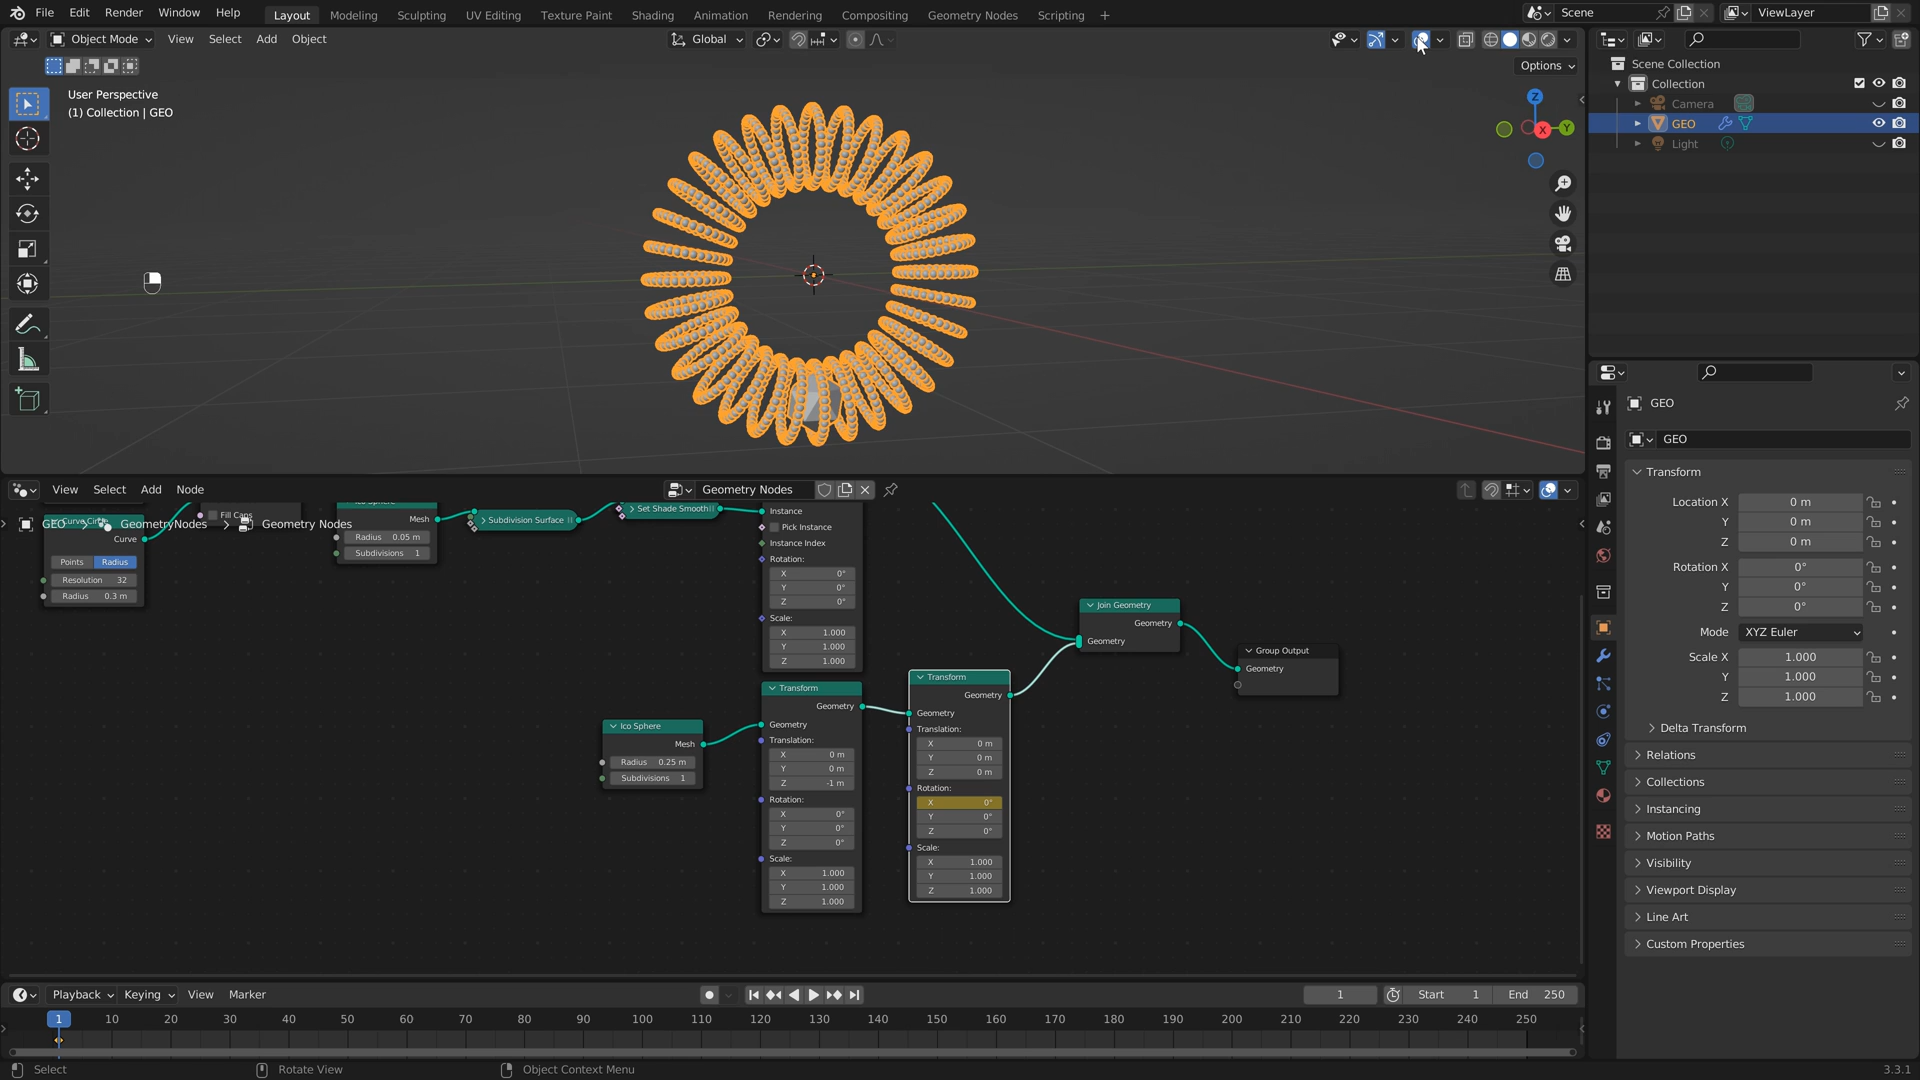 File Edit Render Window Help Layout Modeling Sculpting UV Editing Texture Paint Shading Animation Rendering Compositing Geometry Nodes Scripting + Scene ViewLayer
Object Mode View Select Add Object Global
Options
User Perspective
(1) Collection | GEO
Z
Y
X
Scene Collection
Collection
Camera
GEO
Light
View Select Add Node Geometry Nodes
GEO > GeometryNodes > Geometry Nodes
Curve
Points Radius
Resolution 32
Radius 0.3 m
Fill Caps
Mesh
Radius 0.05 m
Subdivisions 1
Subdivision Surface
Set Shade Smooth
Instance
Pick Instance
Instance Index
Rotation:
X 0°
Y 0°
Z 0°
Scale:
X 1.000
Y 1.000
Z 1.000
Ico Sphere
Mesh
Radius 0.25 m
Subdivisions 1
Transform
Geometry
Geometry
Translation:
X 0 m
Y 0 m
Z -1 m
Rotation:
X 0°
Y 0°
Z 0°
Scale:
X 1.000
Y 1.000
Z 1.000
Transform
Geometry
Geometry
Translation:
X 0 m
Y 0 m
Z 0 m
Rotation:
X 0°
Y 0°
Z 0°
Scale:
X 1.000
Y 1.000
Z 1.000
Join Geometry
Geometry
Geometry
Group Output
Geometry
GEO
GEO
Transform
Location X 0 m
Y 0 m
Z 0 m
Rotation X 0°
Y 0°
Z 0°
Mode XYZ Euler
Scale X 1.000
Y 1.000
Z 1.000
Delta Transform
Relations
Collections
Instancing
Motion Paths
Visibility
Viewport Display
Line Art
Custom Properties
Playback Keying View Marker 1 Start 1 End 250
1 10 20 30 40 50 60 70 80 90 100 110 120 130 140 150 160 170 180 190 200 210 220 230 240 250
Select Rotate View Object Context Menu 3.3.1